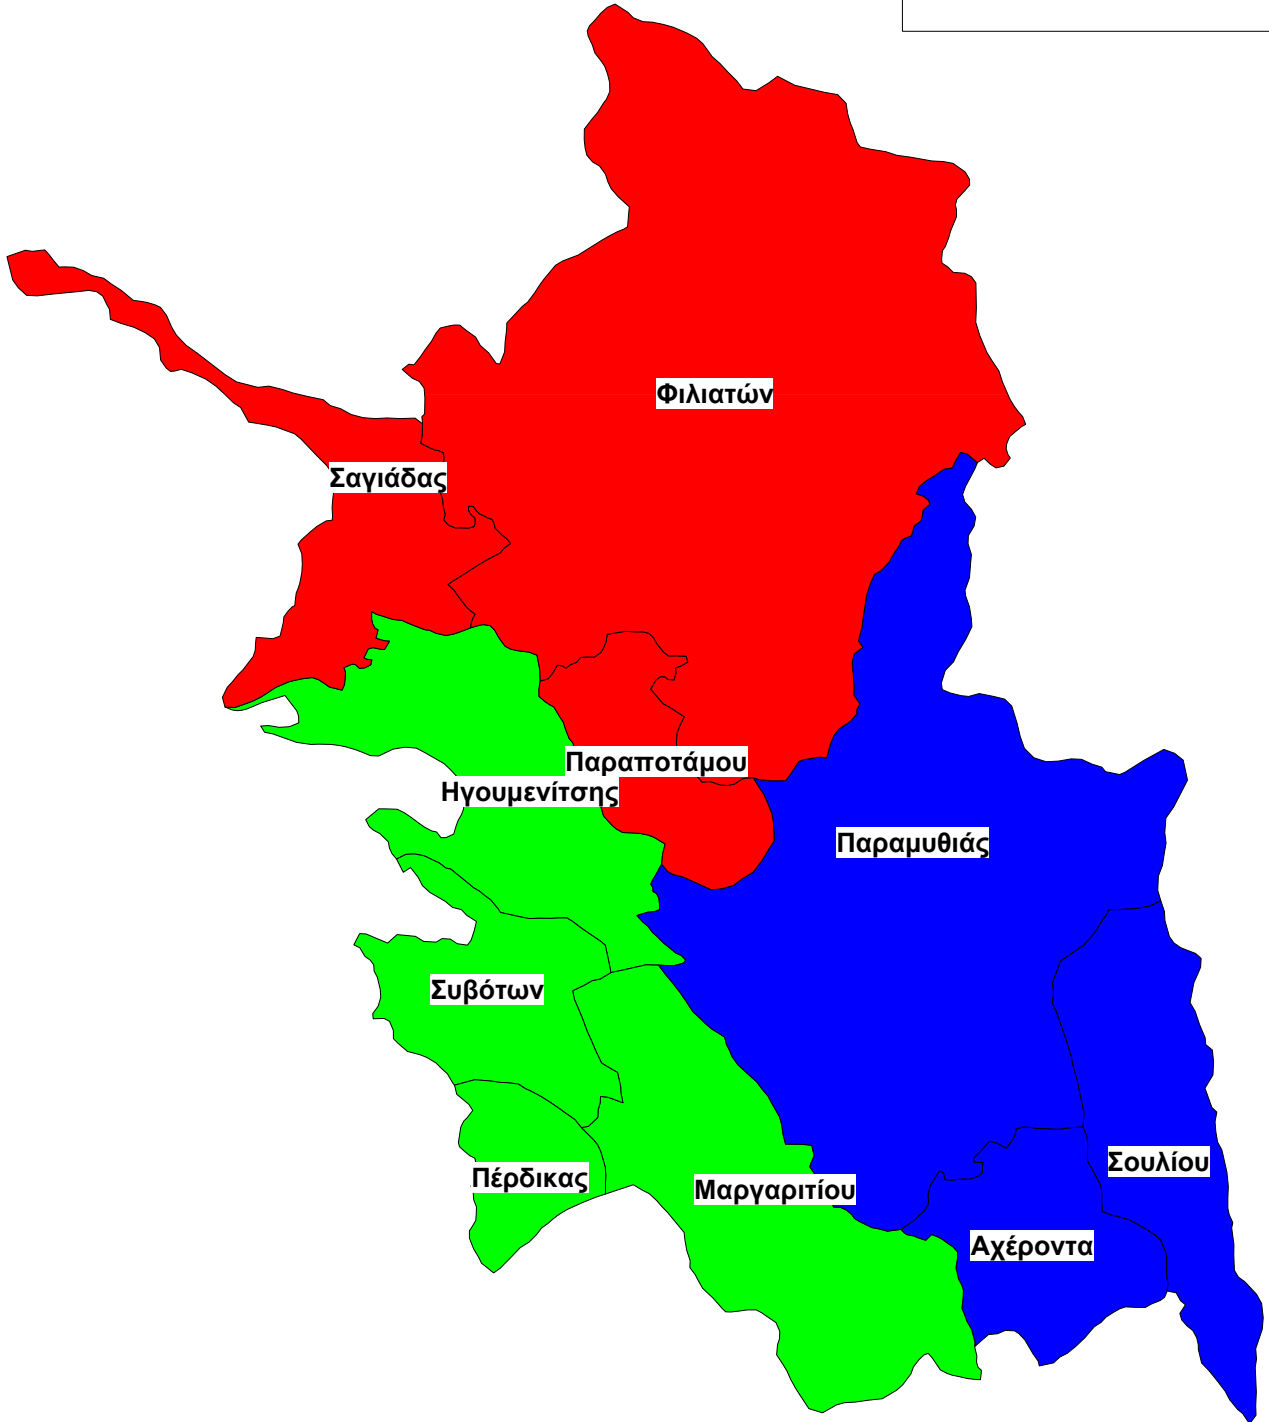 Φιλιατών
Σαγιάδας
Παραποτάμου
Ηγουμενίτσης
Παραμυθιάς
Συβότων
Σουλίου
Πέρδικας
Μαργαριτίου
Αχέροντα